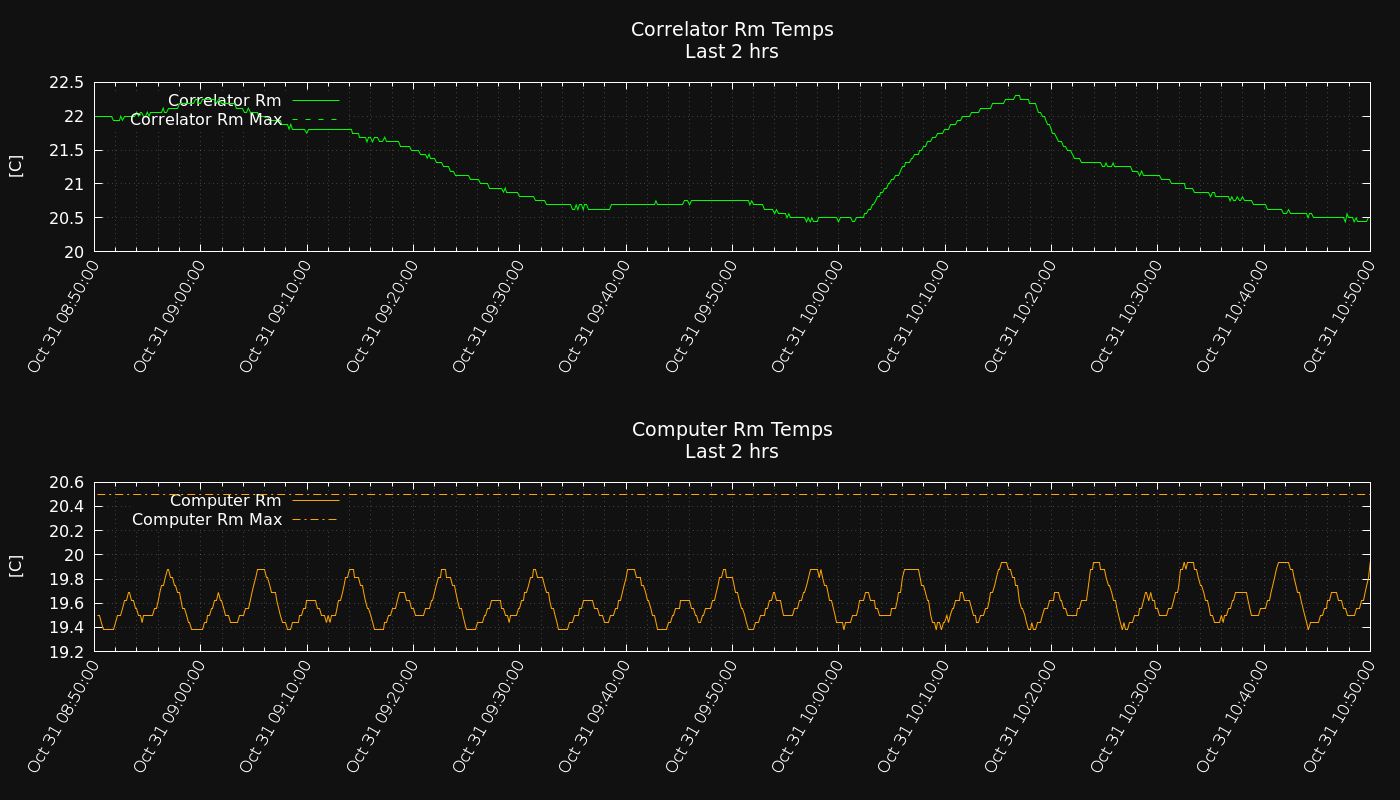 Correlator Rm Temps
Last 2 hrs
22.5
22
21.5
21
20.5
20
[C]
Correlator Rm
Correlator Rm Max
Oct 31 08:50:00
Oct 31 09:00:00
Oct 31 09:10:00
Oct 31 09:20:00
Oct 31 09:30:00
Oct 31 09:40:00
Oct 31 09:50:00
Oct 31 10:00:00
Oct 31 10:10:00
Oct 31 10:20:00
Oct 31 10:30:00
Oct 31 10:40:00
Oct 31 10:50:00
Computer Rm Temps
Last 2 hrs
20.6
20.4
20.2
20
19.8
19.6
19.4
19.2
[C]
Computer Rm
Computer Rm Max
Oct 31 08:50:00
Oct 31 09:00:00
Oct 31 09:10:00
Oct 31 09:20:00
Oct 31 09:30:00
Oct 31 09:40:00
Oct 31 09:50:00
Oct 31 10:00:00
Oct 31 10:10:00
Oct 31 10:20:00
Oct 31 10:30:00
Oct 31 10:40:00
Oct 31 10:50:00